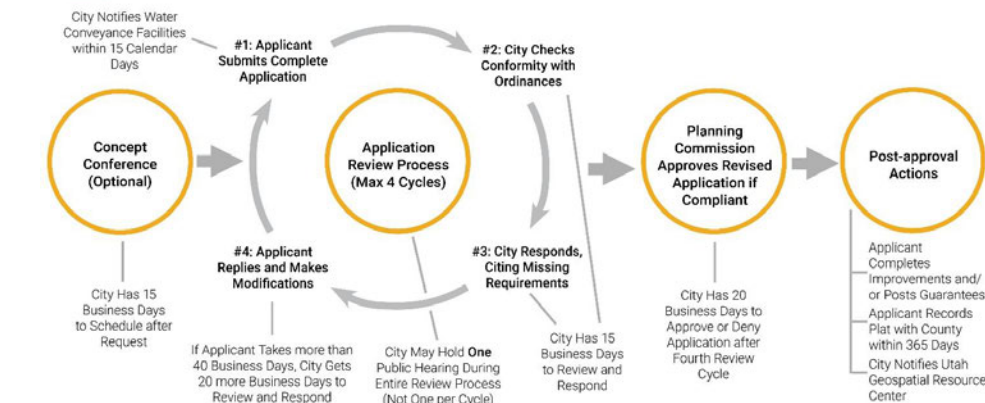 City Notifies Water
Conveyance Facilities
within 15 Calendar
Days
#1: Applicant
Submits Complete
Application
#2: City Checks
Conformity with
Ordinances
Concept
Conference
(Optional)
Application
Review Process
(Max 4 Cycles)
Planning
Commission
Approves Revised
Application if
Compliant
Post-approval
Actions
#4: Applicant
Replies and Makes
Modifications
#3: City Responds,
Citing Missing
Requirements
City Has 15
Business Days
to Schedule after
Request
If Applicant Takes more than
40 Business Days, City Gets
20 more Business Days to
Review and Respond
City May Hold One
Public Hearing During
Entire Review Process
(Not One per Cycle)
City Has 15
Business Days
to Review and
Respond
City Has 20
Business Days to
Approve or Deny
Application after
Fourth Review
Cycle
Applicant
Completes
Improvements and/
or Posts Guarantees
Applicant Records
Plat with County
within 365 Days
City Notifies Utah
Geospatial Resource
Center